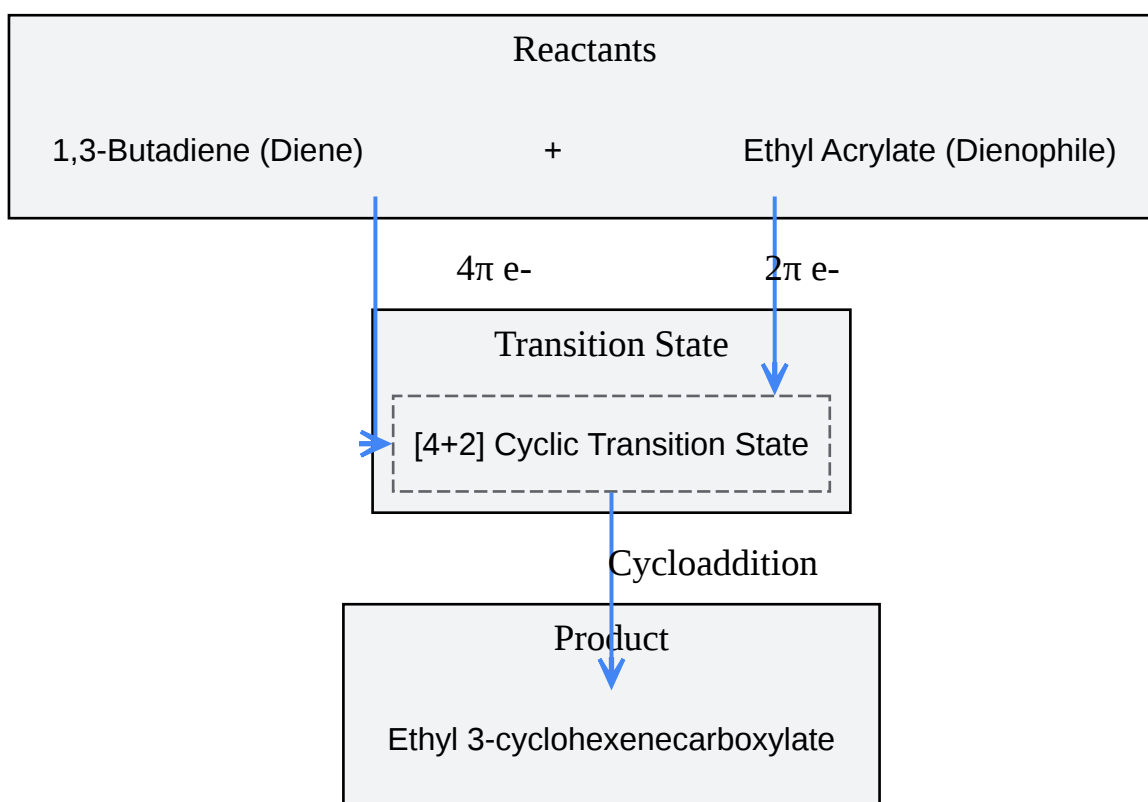 Reactants
1,3-Butadiene (Diene) + Ethyl Acrylate (Dienophile)
4π e- 2π e-
Transition State
[4+2] Cyclic Transition State
Cycloaddition
Product
Ethyl 3-cyclohexenecarboxylate